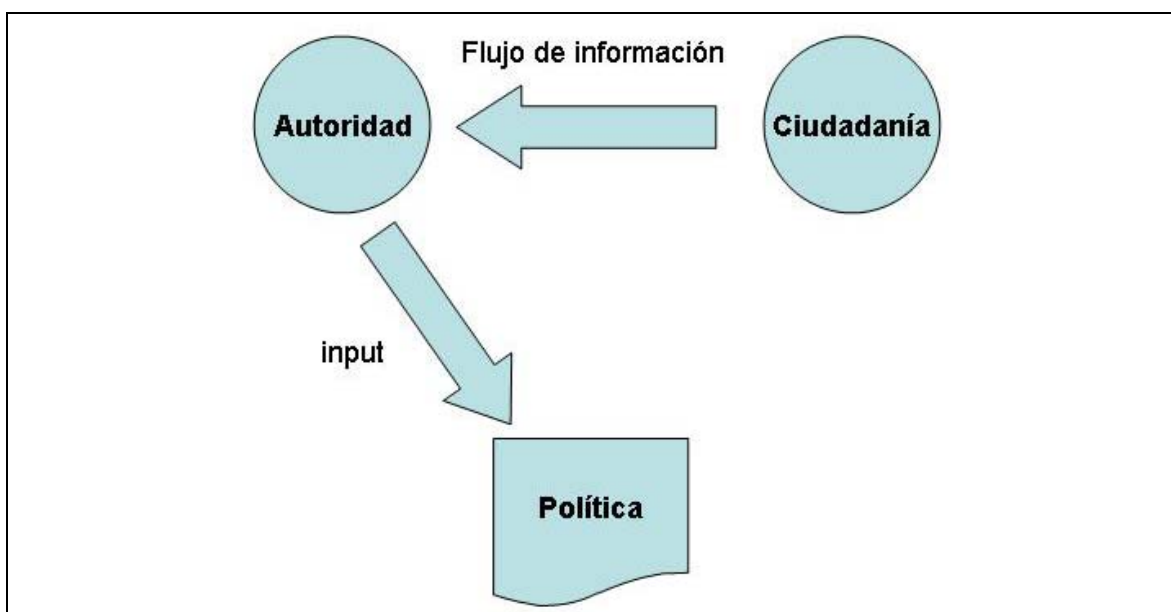 Flujo de información
Autoridad
Ciudadanía
input
Política